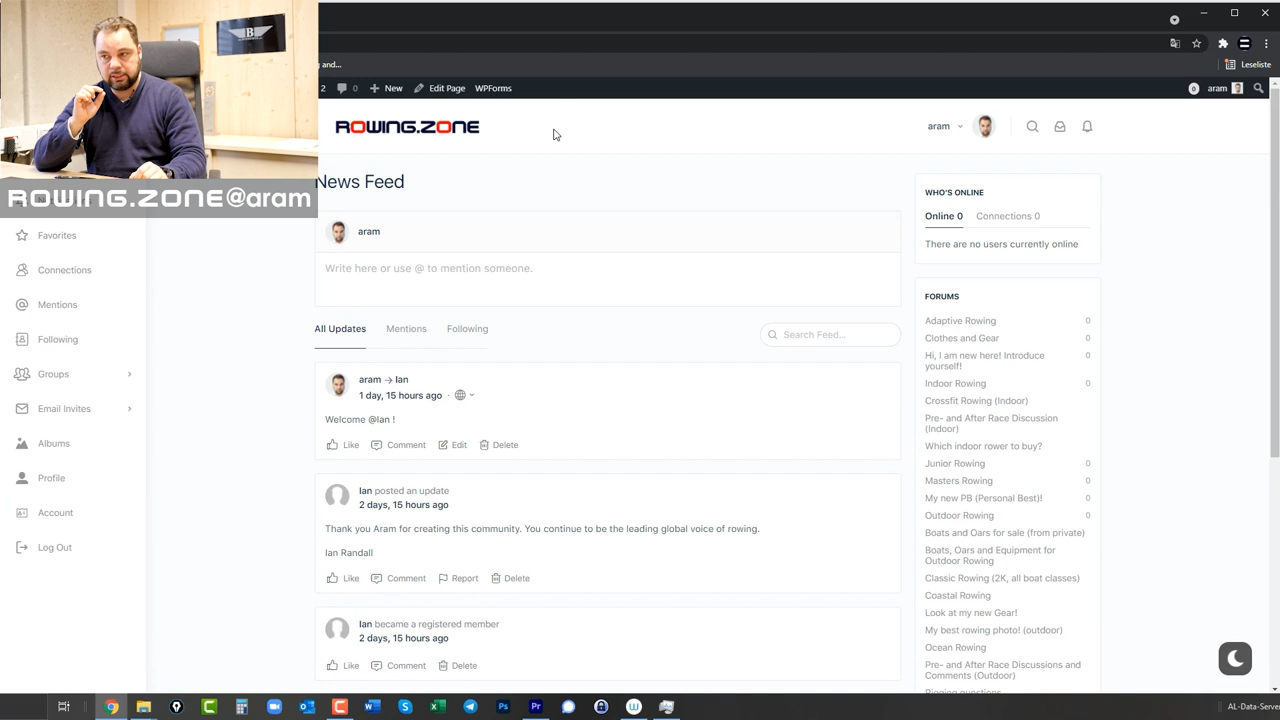 B
and...
Leseliste
2
0
New
Edit Page
WPForms
0
aram
ROWING.ZONE
aram
ROWING.ZONE@aram
News Feed
aram
Write here or use @ to mention someone.
All Updates
Mentions
Following
Search Feed...
aram → Ian
1 day, 15 hours ago
Welcome @Ian !
Like
Comment
Edit
Delete
Ian posted an update
2 days, 15 hours ago
Thank you Aram for creating this community. You continue to be the leading global voice of rowing.
Ian Randall
Like
Comment
Report
Delete
Ian became a registered member
2 days, 15 hours ago
Like
Comment
Delete
Favorites
Connections
Mentions
Following
Groups
Email Invites
Albums
Profile
Account
Log Out
WHO'S ONLINE
Online 0
Connections 0
There are no users currently online
FORUMS
Adaptive Rowing 0
Clothes and Gear 0
Hi, I am new here! Introduce 0
yourself!
Indoor Rowing 0
Crossfit Rowing (Indoor)
Pre- and After Race Discussion
(Indoor)
Which indoor rower to buy?
Junior Rowing 0
Masters Rowing 0
My new PB (Personal Best)! 0
Outdoor Rowing 0
Boats and Oars for sale (from private)
Boats, Oars and Equipment for
Outdoor Rowing
Classic Rowing (2K, all boat classes)
Coastal Rowing
Look at my new Gear!
My best rowing photo! (outdoor)
Ocean Rowing
Pre- and After Race Discussions and
Comments (Outdoor)
Rigging questions
AL-Data-Serve